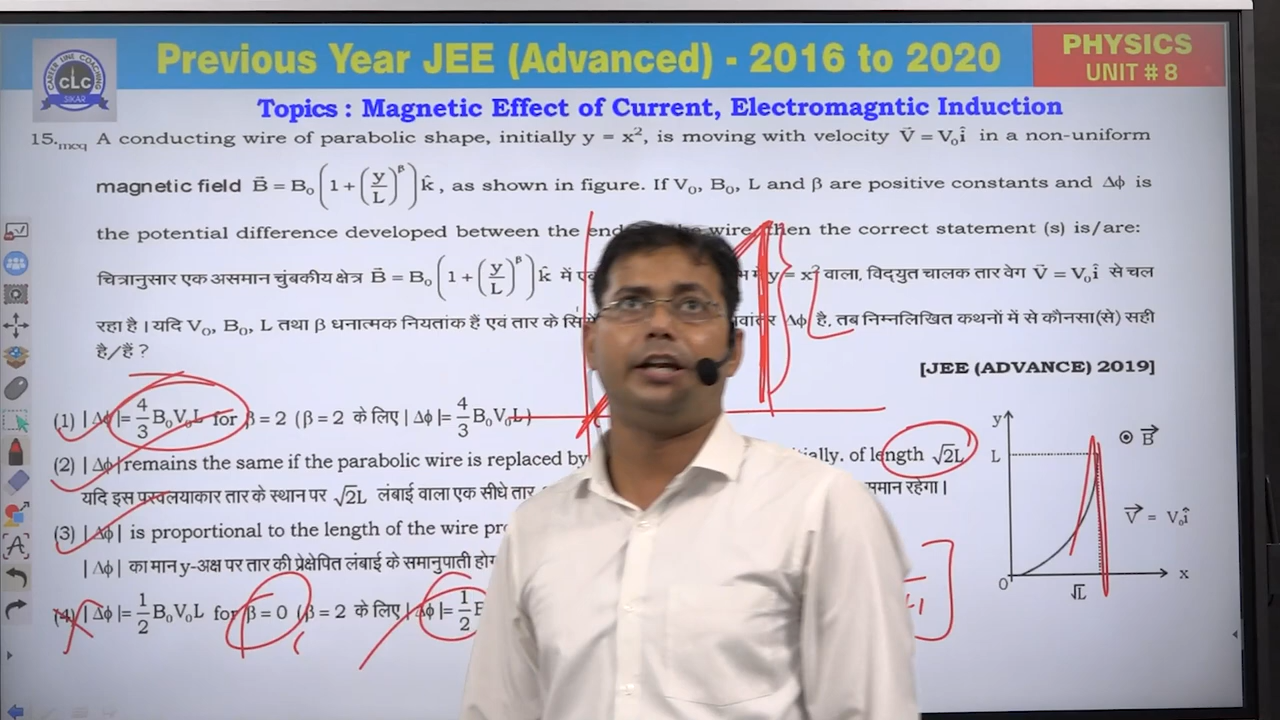 CAREER LINE COACHING
CLC
SIKAR
Previous Year JEE (Advanced) - 2016 to 2020
PHYSICS
UNIT # 8
Topics : Magnetic Effect of Current, Electromagntic Induction
15.mcq A conducting wire of parabolic shape, initially y = x², is moving with velocity V⃗ = V₀î in a non-uniform
magnetic field B⃗ = B₀(1+(y/L)^β)k̂, as shown in figure. If V₀, B₀, L and β are positive constants and Δϕ is
the potential difference developed between the wire, then the correct statement (s) is/are:
चित्रानुसार एक असमान चुंबकीय क्षेत्र B⃗ = B₀(1+(y/L)^β)k̂ में y = x² वाला, विद्युत चालक तार वेग V⃗ = V₀î से चल
रहा है। यदि V₀, B₀, L तथा β धनात्मक नियतांक हैं एवं तार के Δϕ है, तब निम्नलिखित कथनों में से कौनसा(से) सही
है/हैं ?
[JEE (ADVANCE) 2019]
(1) |Δϕ|= 4/3 B₀V₀L for β = 2 (β = 2 के लिए |Δϕ|= 4/3 B₀V₀L)
(2) |Δϕ| remains the same if the parabolic wire is replaced by of length √2L
यदि इस परवलयाकार तार के स्थान पर √2L लंबाई वाला एक सीधे तार समान रहेगा।
(3) |Δϕ| is proportional to the length of the wire
|Δϕ| का मान y-अक्ष पर तार की प्रेक्षेपित लंबाई के समानुपाती
(4) |Δϕ|= 1/2 B₀V₀L for β = 0 (β = 2 के लिए |Δϕ|= 1/2
L
y
L
B⃗
V⃗ = V₀î
0
√L
x